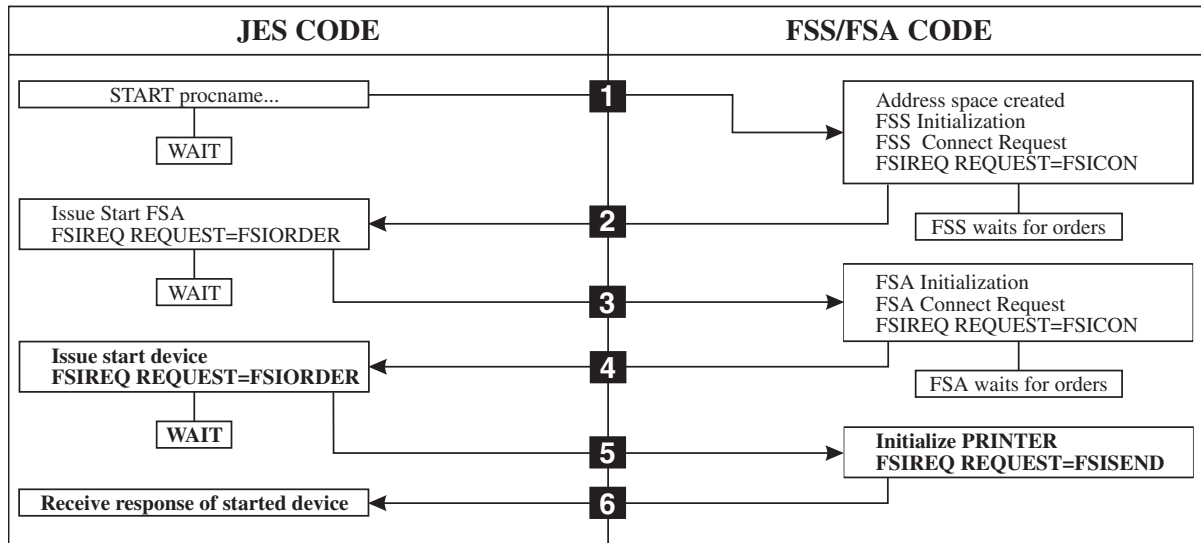 JES CODE
FSS/FSA CODE
START procname...
1
Address space created
FSS Initialization
FSS Connect Request
FSIREQ REQUEST=FSICON
WAIT
Issue Start FSA
FSIREQ REQUEST=FSIORDER
2
FSS waits for orders
WAIT
3
FSA Initialization
FSA Connect Request
FSIREQ REQUEST=FSICON
Issue start device
FSIREQ REQUEST=FSIORDER
4
FSA waits for orders
WAIT
5
Initialize PRINTER
FSIREQ REQUEST=FSISEND
Receive response of started device
6